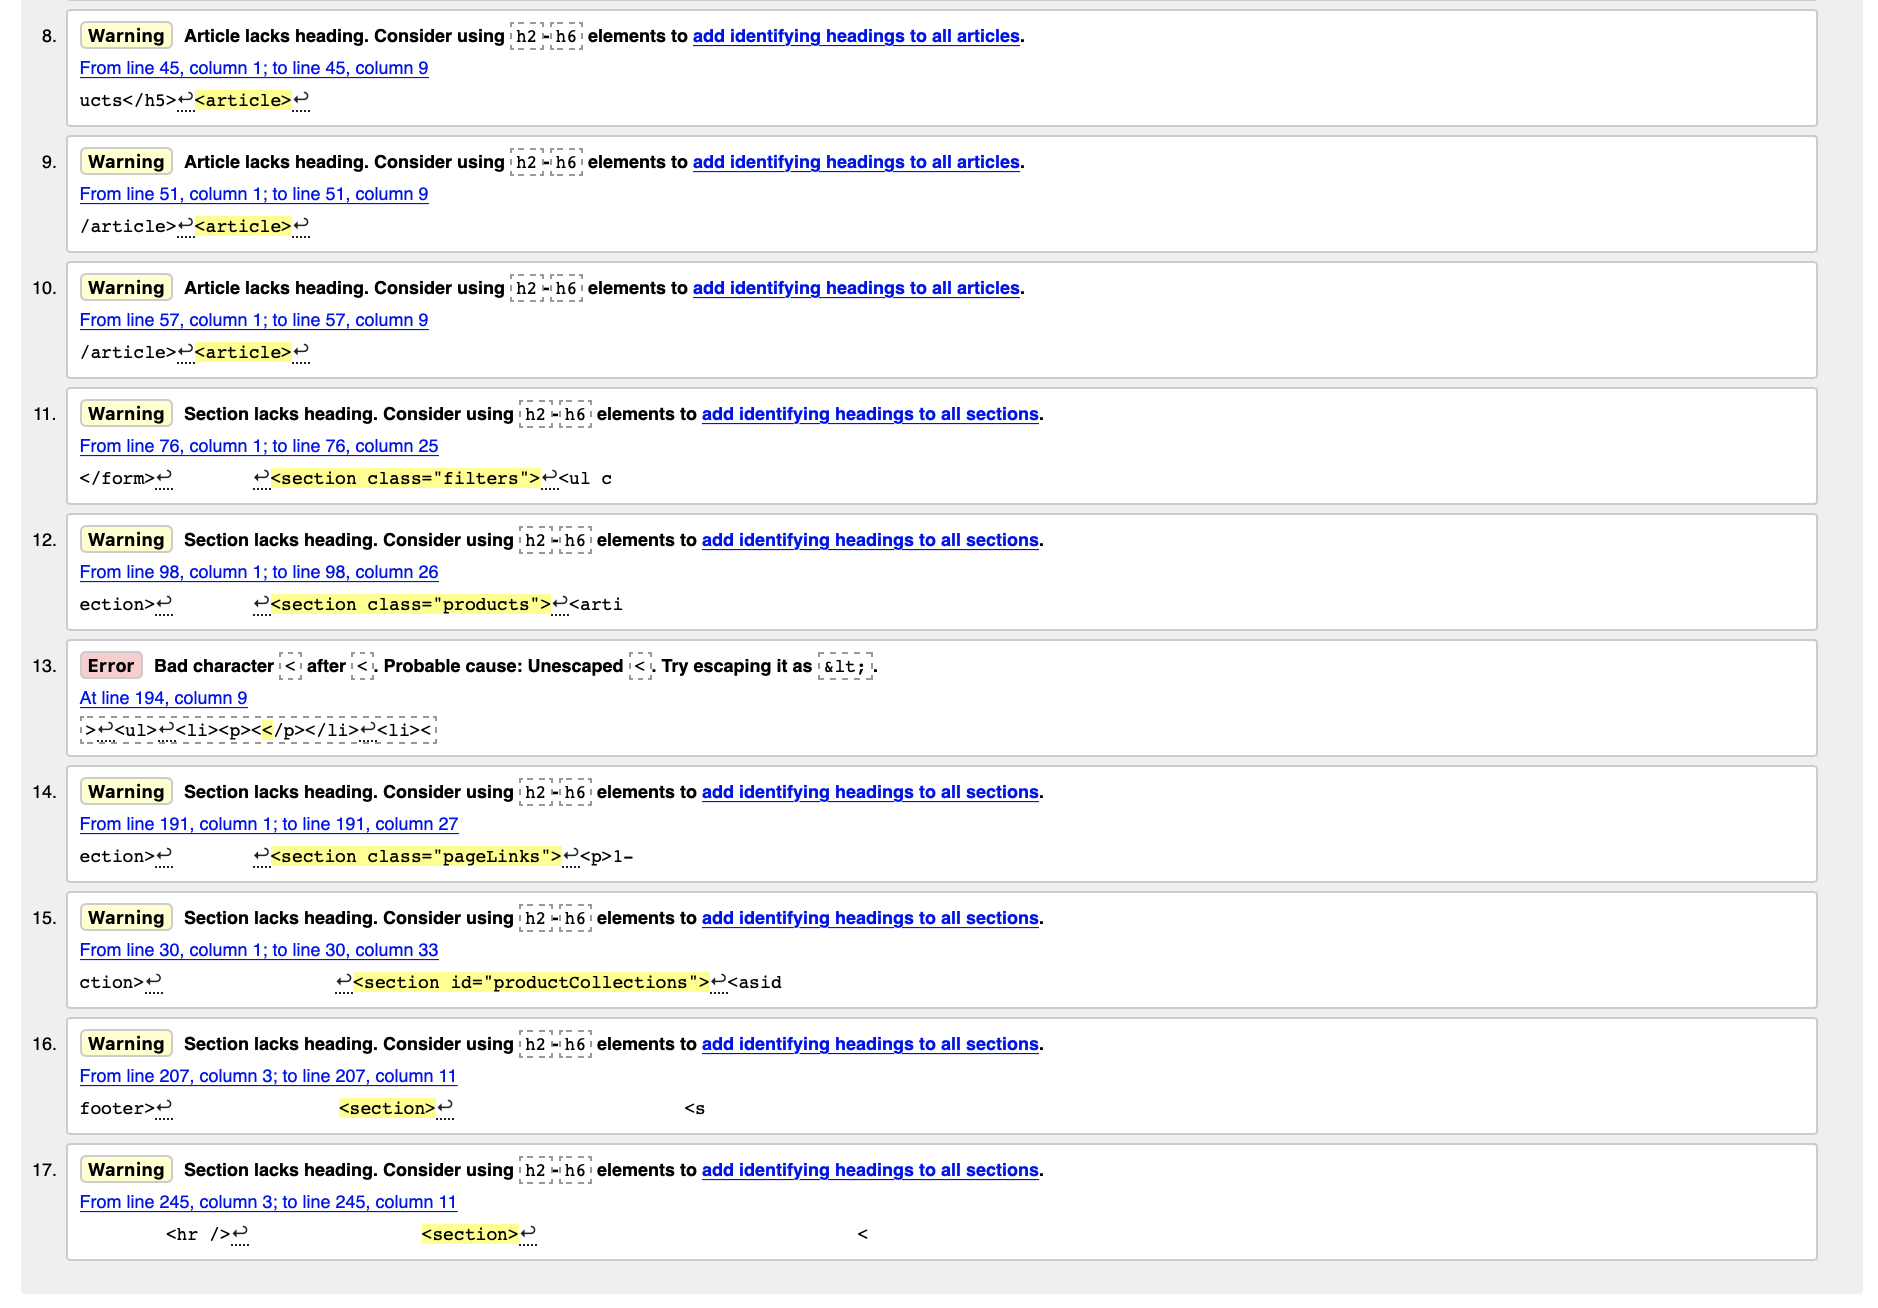 8. Warning Article lacks heading. Consider using h2-h6 elements to add identifying headings to all articles.
From line 45, column 1; to line 45, column 9
ucts</h5>↩<article>↩
9. Warning Article lacks heading. Consider using h2-h6 elements to add identifying headings to all articles.
From line 51, column 1; to line 51, column 9
/article>↩<article>↩
10. Warning Article lacks heading. Consider using h2-h6 elements to add identifying headings to all articles.
From line 57, column 1; to line 57, column 9
/article>↩<article>↩
11. Warning Section lacks heading. Consider using h2-h6 elements to add identifying headings to all sections.
From line 76, column 1; to line 76, column 25
</form>↩ ↩<section class="filters">↩<ul c
12. Warning Section lacks heading. Consider using h2-h6 elements to add identifying headings to all sections.
From line 98, column 1; to line 98, column 26
ection>↩ ↩<section class="products">↩<arti
13. Error Bad character < after <. Probable cause: Unescaped <. Try escaping it as &lt;.
At line 194, column 9
>↩<ul>↩<li><p><</p></li>↩<li><
14. Warning Section lacks heading. Consider using h2-h6 elements to add identifying headings to all sections.
From line 191, column 1; to line 191, column 27
ection>↩ ↩<section class="pageLinks">↩<p>1-
15. Warning Section lacks heading. Consider using h2-h6 elements to add identifying headings to all sections.
From line 30, column 1; to line 30, column 33
ction>↩ ↩<section id="productCollections">↩<asid
16. Warning Section lacks heading. Consider using h2-h6 elements to add identifying headings to all sections.
From line 207, column 3; to line 207, column 11
footer>↩ <section>↩ <s
17. Warning Section lacks heading. Consider using h2-h6 elements to add identifying headings to all sections.
From line 245, column 3; to line 245, column 11
<hr />↩ <section>↩ <